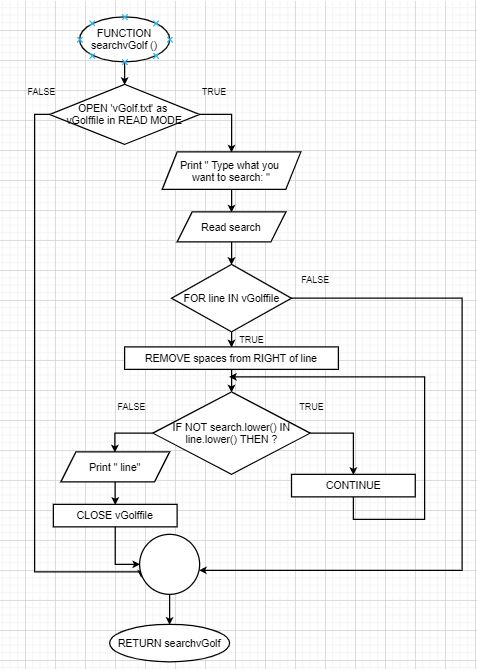 FUNCTION
searchvGolf ()
FALSE
TRUE
OPEN 'vGolf.txt' as
vGolffile in READ MODE
Print " Type what you
want to search: "
Read search
FOR line IN vGolffile
FALSE
TRUE
REMOVE spaces from RIGHT of line
FALSE
TRUE
IF NOT search.lower() IN
line.lower() THEN ?
Print " line"
CONTINUE
CLOSE vGolffile
RETURN searchvGolf